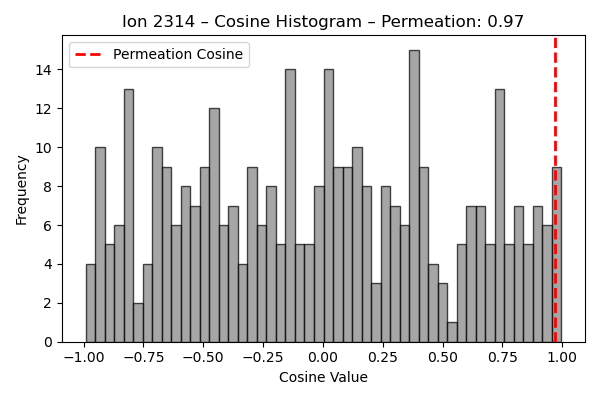 Ion 2314 – Cosine Histogram – Permeation: 0.97
Permeation Cosine
Frequency
14
12
10
8
6
4
2
0
−1.00 −0.75 −0.50 −0.25 0.00 0.25 0.50 0.75 1.00
Cosine Value